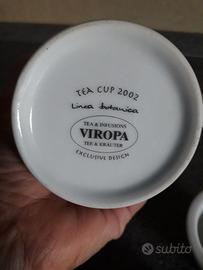 TEA CUP 2002
Linea botanica
TEA & INFUSIONS
VIROPA
TEE & KRÄUTER
EXCLUSIVE DESIGN
subito